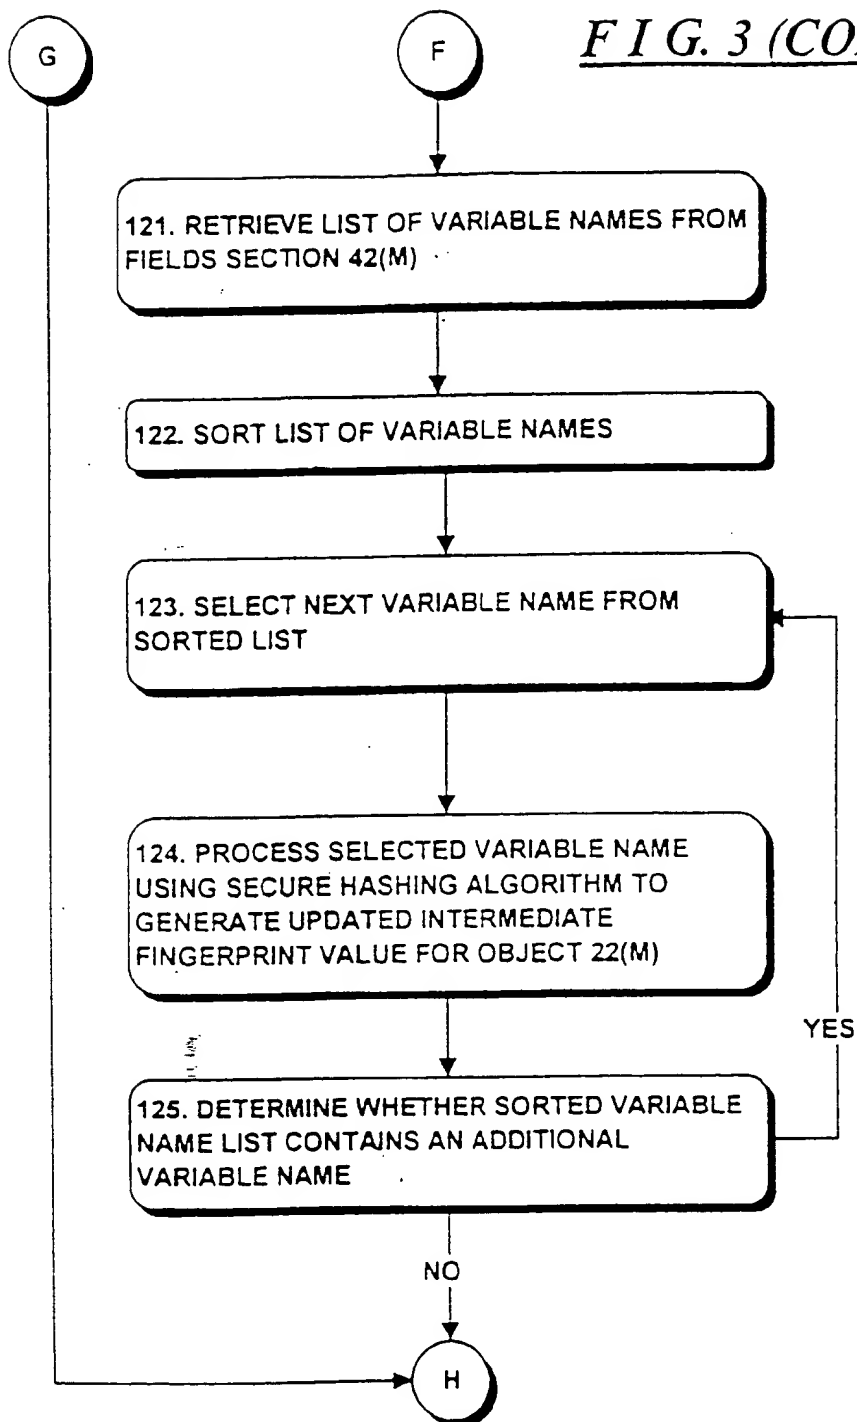 G
F
F I G. 3 (CO
121. RETRIEVE LIST OF VARIABLE NAMES FROM
FIELDS SECTION 42(M)
122. SORT LIST OF VARIABLE NAMES
123. SELECT NEXT VARIABLE NAME FROM
SORTED LIST
124. PROCESS SELECTED VARIABLE NAME
USING SECURE HASHING ALGORITHM TO
GENERATE UPDATED INTERMEDIATE
FINGERPRINT VALUE FOR OBJECT 22(M)
YES
125. DETERMINE WHETHER SORTED VARIABLE
NAME LIST CONTAINS AN ADDITIONAL
VARIABLE NAME
NO
H